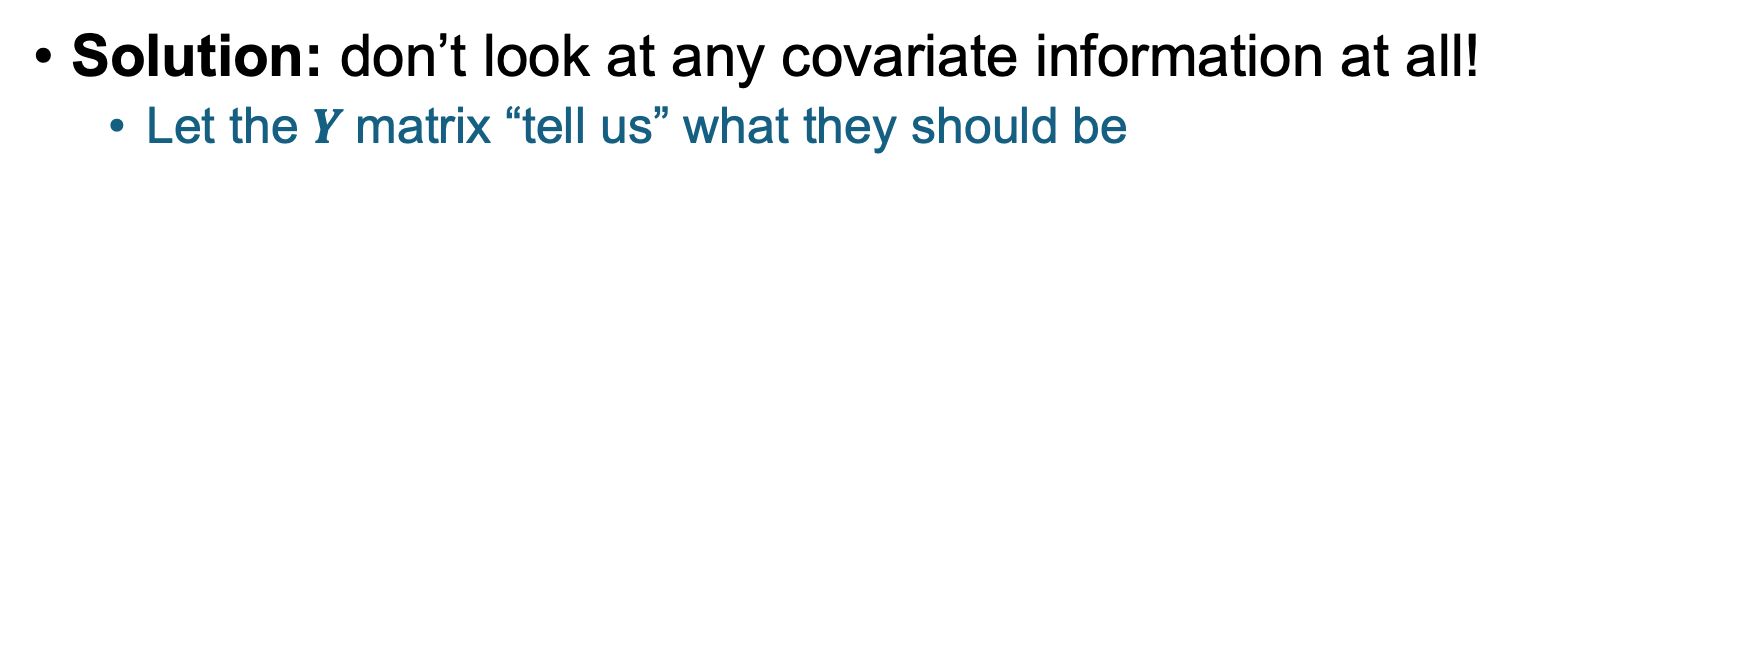 • Solution: don’t look at any covariate information at all!
• Let the Y matrix “tell us” what they should be